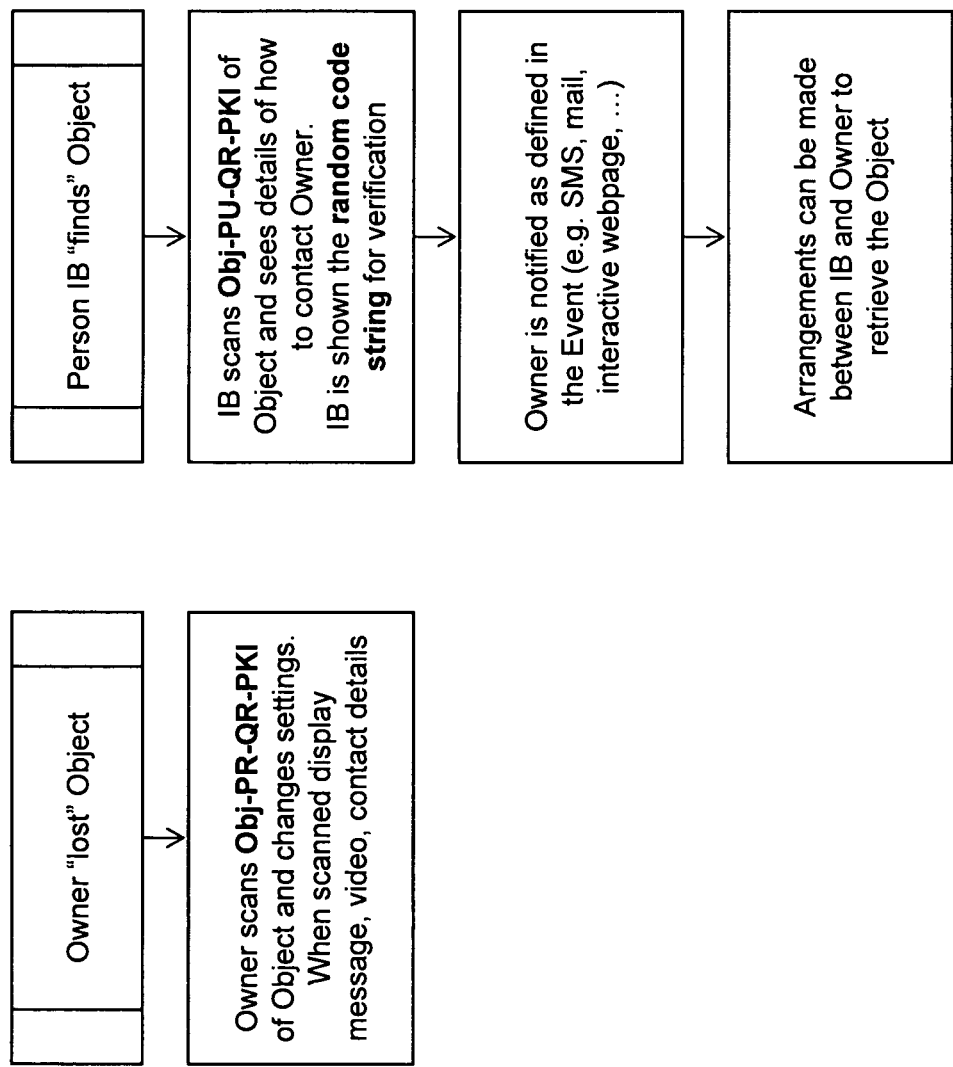 Owner “lost” Object
Owner scans Obj-PR-QR-PKI
of Object and changes settings.
When scanned display
message, video, contact details
Person IB “finds” Object
IB scans Obj-PU-QR-PKI of
Object and sees details of how
to contact Owner.
IB is shown the random code
string for verification
Owner is notified as defined in
the Event (e.g. SMS, mail,
interactive webpage, ...)
Arrangements can be made
between IB and Owner to
retrieve the Object